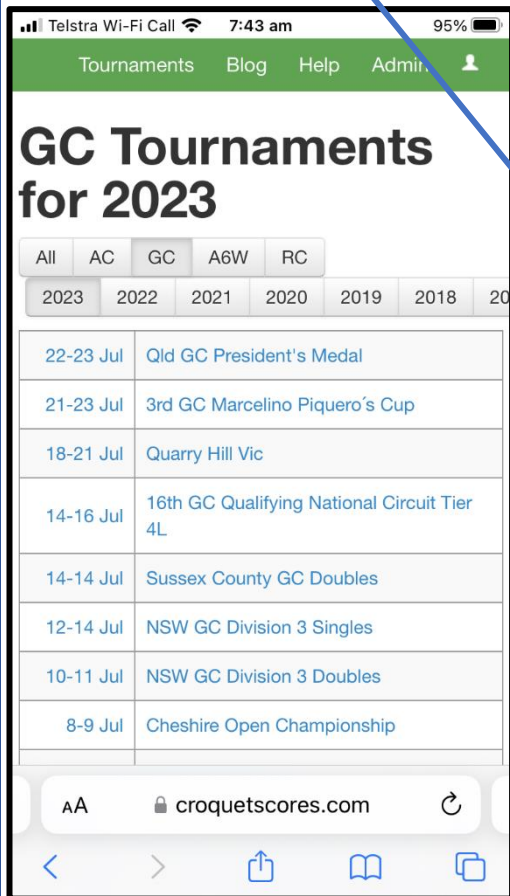 Telstra Wi-Fi Call 7:43 am 95%
Tournaments Blog Help Admin
GC Tournaments
for 2023
All AC GC A6W RC
2023 2022 2021 2020 2019 2018 20
22-23 Jul Qld GC President's Medal
21-23 Jul 3rd GC Marcelino Piquero´s Cup
18-21 Jul Quarry Hill Vic
14-16 Jul 16th GC Qualifying National Circuit Tier
4L
14-14 Jul Sussex County GC Doubles
12-14 Jul NSW GC Division 3 Singles
10-11 Jul NSW GC Division 3 Doubles
8-9 Jul Cheshire Open Championship
AA croquetscores.com